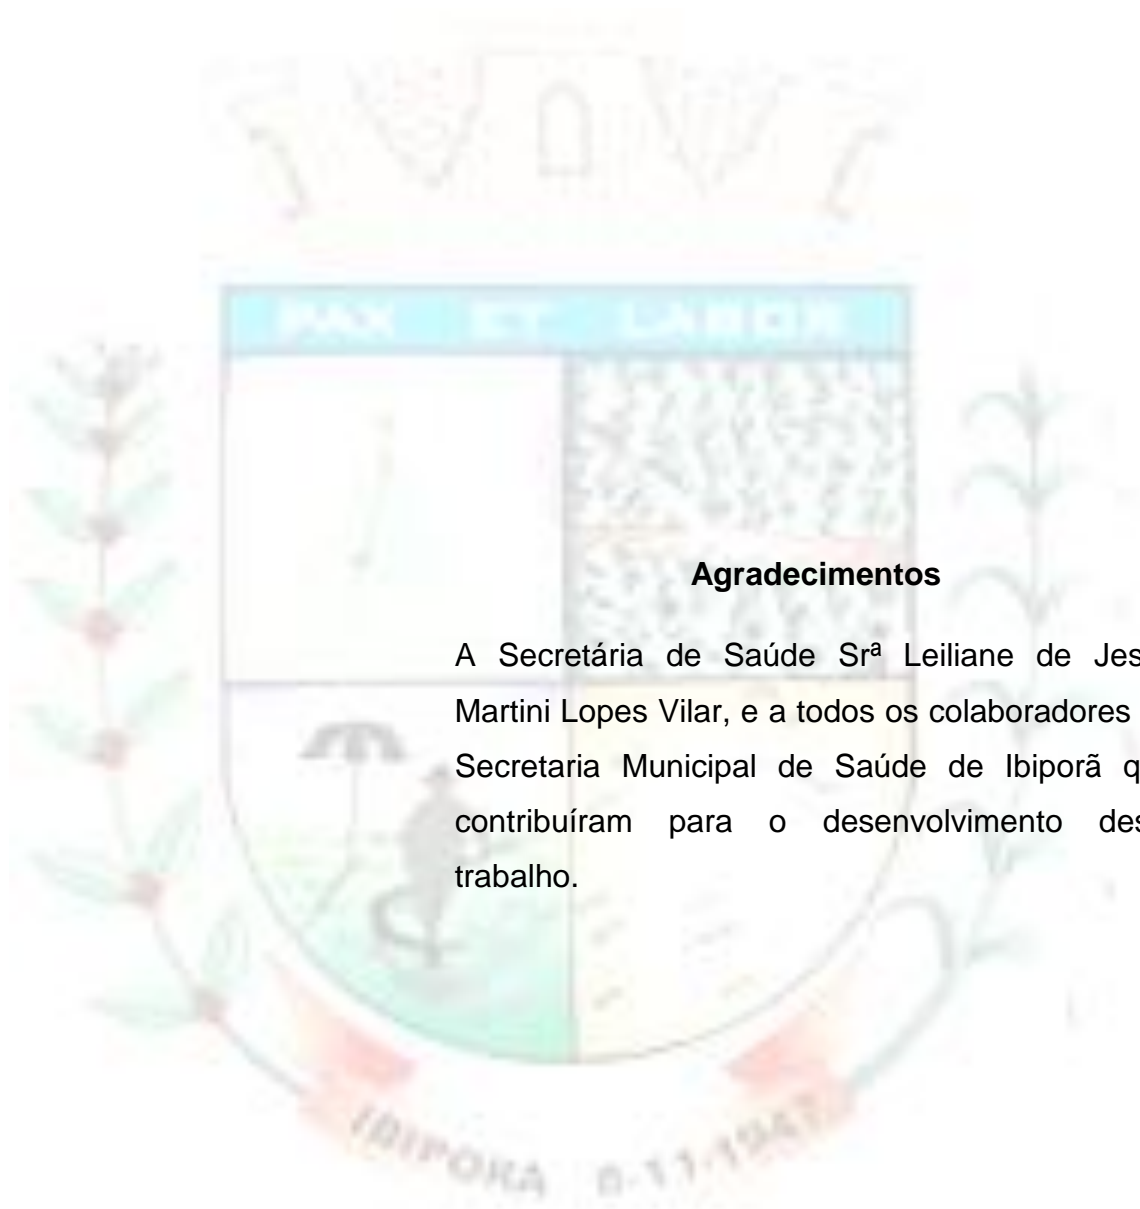 PAX ET LABOR
Agradecimentos
A Secretária de Saúde Srª Leiliane de Jes
Martini Lopes Vilar, e a todos os colaboradores
Secretaria Municipal de Saúde de Ibiporã q
contribuíram para o desenvolvimento des
trabalho.
IBIPORÃ 8-11-1947